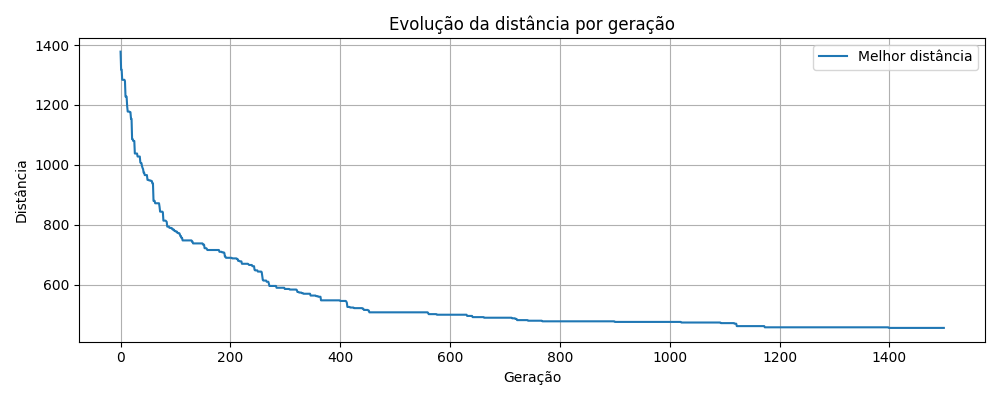 Evolução da distância por geração
Melhor distância
Distância
1400
1200
1000
800
600
0 200 400 600 800 1000 1200 1400
Geração